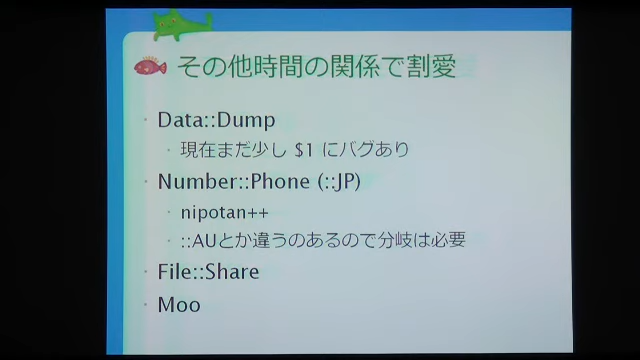 その他時間の関係で割愛
Data::Dump
現在まだ少し $1 にバグあり
Number::Phone (::JP)
nipotan++
::AUとか違うのあるので分岐は必要
File::Share
Moo